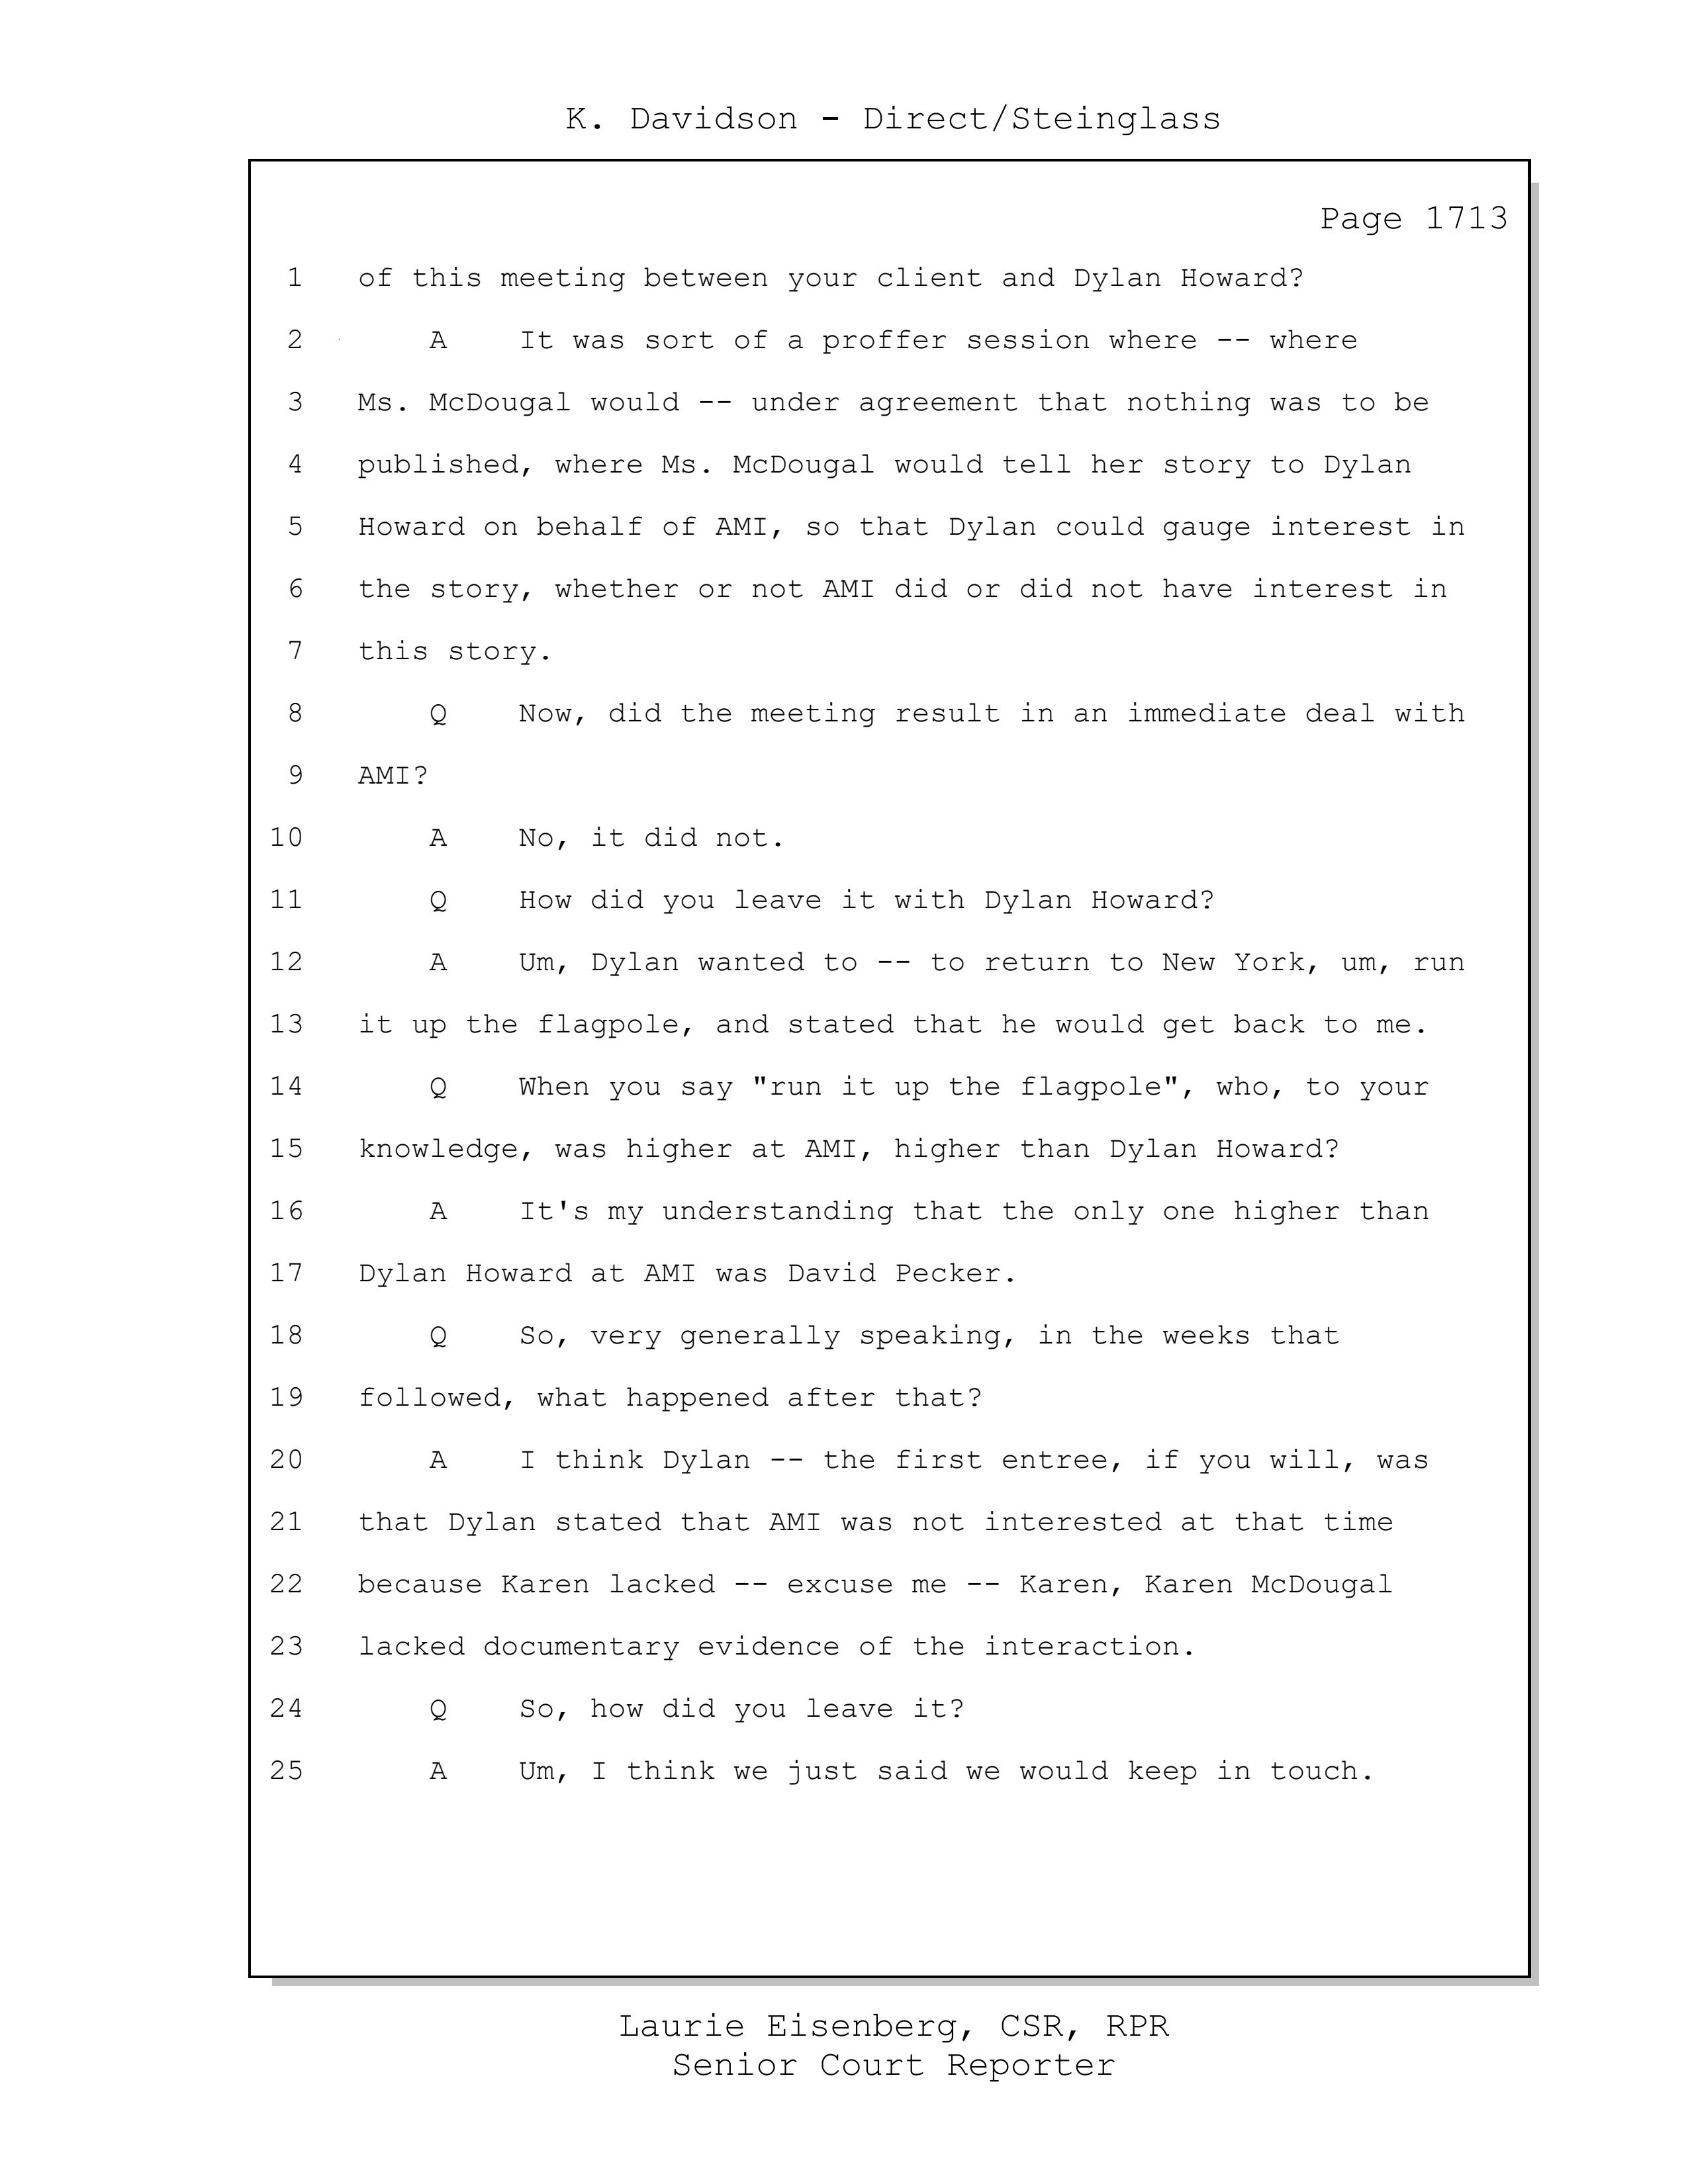 K. Davidson - Direct/Steinglass
Page 1713
1 of this meeting between your client and Dylan Howard?
2 A It was sort of a proffer session where -- where
3 Ms. McDougal would -- under agreement that nothing was to be
4 published, where Ms. McDougal would tell her story to Dylan
5 Howard on behalf of AMI, so that Dylan could gauge interest in
6 the story, whether or not AMI did or did not have interest in
7 this story.
8 Q Now, did the meeting result in an immediate deal with
9 AMI?
10 A No, it did not.
11 Q How did you leave it with Dylan Howard?
12 A Um, Dylan wanted to -- to return to New York, um, run
13 it up the flagpole, and stated that he would get back to me.
14 Q When you say "run it up the flagpole", who, to your
15 knowledge, was higher at AMI, higher than Dylan Howard?
16 A It's my understanding that the only one higher than
17 Dylan Howard at AMI was David Pecker.
18 Q So, very generally speaking, in the weeks that
19 followed, what happened after that?
20 A I think Dylan -- the first entree, if you will, was
21 that Dylan stated that AMI was not interested at that time
22 because Karen lacked -- excuse me -- Karen, Karen McDougal
23 lacked documentary evidence of the interaction.
24 Q So, how did you leave it?
25 A Um, I think we just said we would keep in touch.
Laurie Eisenberg, CSR, RPR
Senior Court Reporter